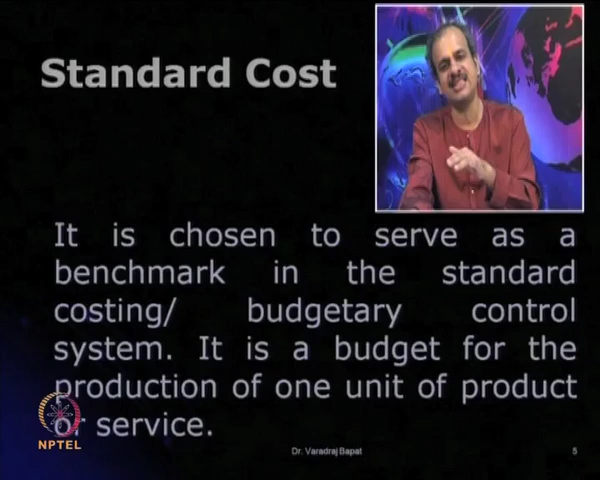 Standard Cost
It is chosen to serve as a
benchmark in the standard
costing/ budgetary control
system. It is a budget for the
production of one unit of product
or service.
NPTEL
Dr. Varadraj Bapat
5